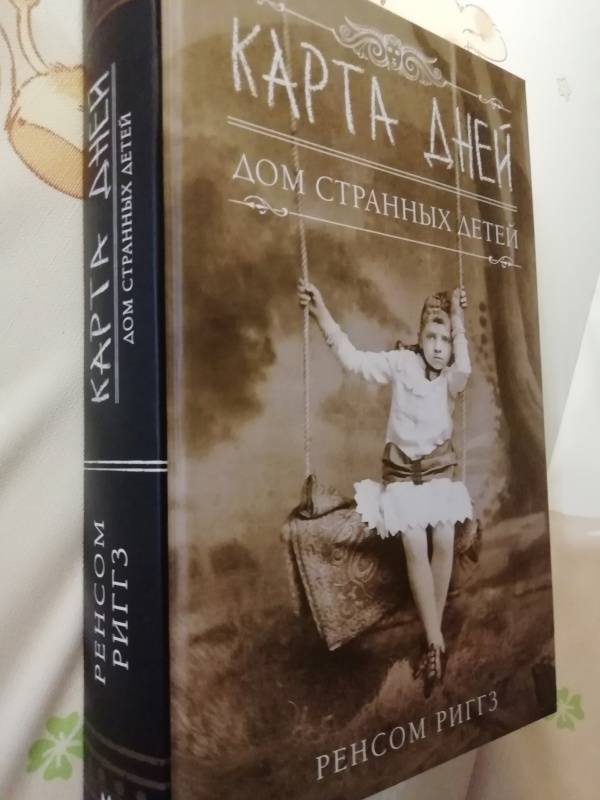 КАРТА ДНЕЙ
ДОМ СТРАННЫХ ДЕТЕЙ
РЕНСОМ РИГГЗ
КАРТА ДНЕЙ
ДОМ СТРАННЫХ ДЕТЕЙ
РЕНСОМ
РИГГЗ